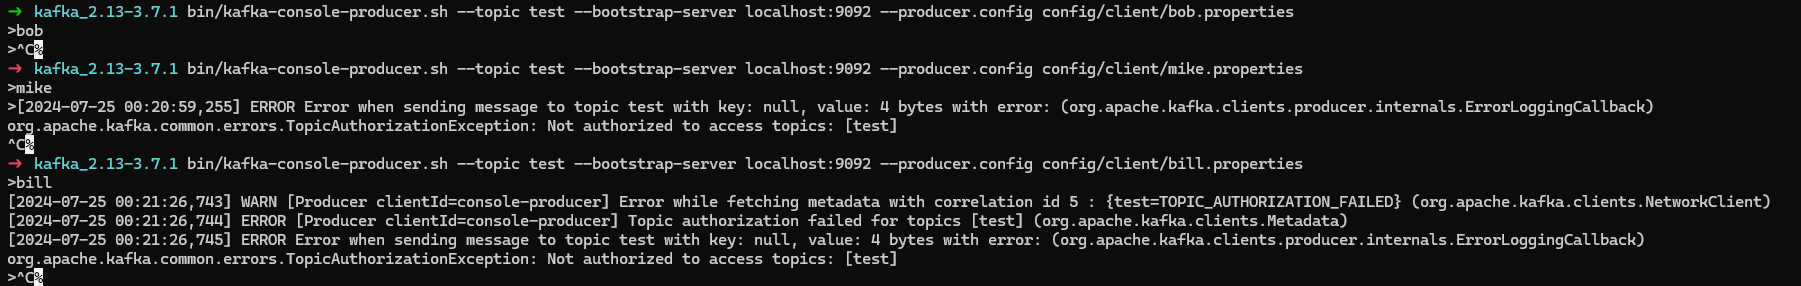 → kafka_2.13-3.7.1 bin/kafka-console-producer.sh --topic test --bootstrap-server localhost:9092 --producer.config config/client/bob.properties
>bob
>^C%
→ kafka_2.13-3.7.1 bin/kafka-console-producer.sh --topic test --bootstrap-server localhost:9092 --producer.config config/client/mike.properties
>mike
>[2024-07-25 00:20:59,255] ERROR Error when sending message to topic test with key: null, value: 4 bytes with error: (org.apache.kafka.clients.producer.internals.ErrorLoggingCallback)
org.apache.kafka.common.errors.TopicAuthorizationException: Not authorized to access topics: [test]
^C%
→ kafka_2.13-3.7.1 bin/kafka-console-producer.sh --topic test --bootstrap-server localhost:9092 --producer.config config/client/bill.properties
>bill
[2024-07-25 00:21:26,743] WARN [Producer clientId=console-producer] Error while fetching metadata with correlation id 5 : {test=TOPIC_AUTHORIZATION_FAILED} (org.apache.kafka.clients.NetworkClient)
[2024-07-25 00:21:26,744] ERROR [Producer clientId=console-producer] Topic authorization failed for topics [test] (org.apache.kafka.clients.Metadata)
[2024-07-25 00:21:26,745] ERROR Error when sending message to topic test with key: null, value: 4 bytes with error: (org.apache.kafka.clients.producer.internals.ErrorLoggingCallback)
org.apache.kafka.common.errors.TopicAuthorizationException: Not authorized to access topics: [test]
>^C%